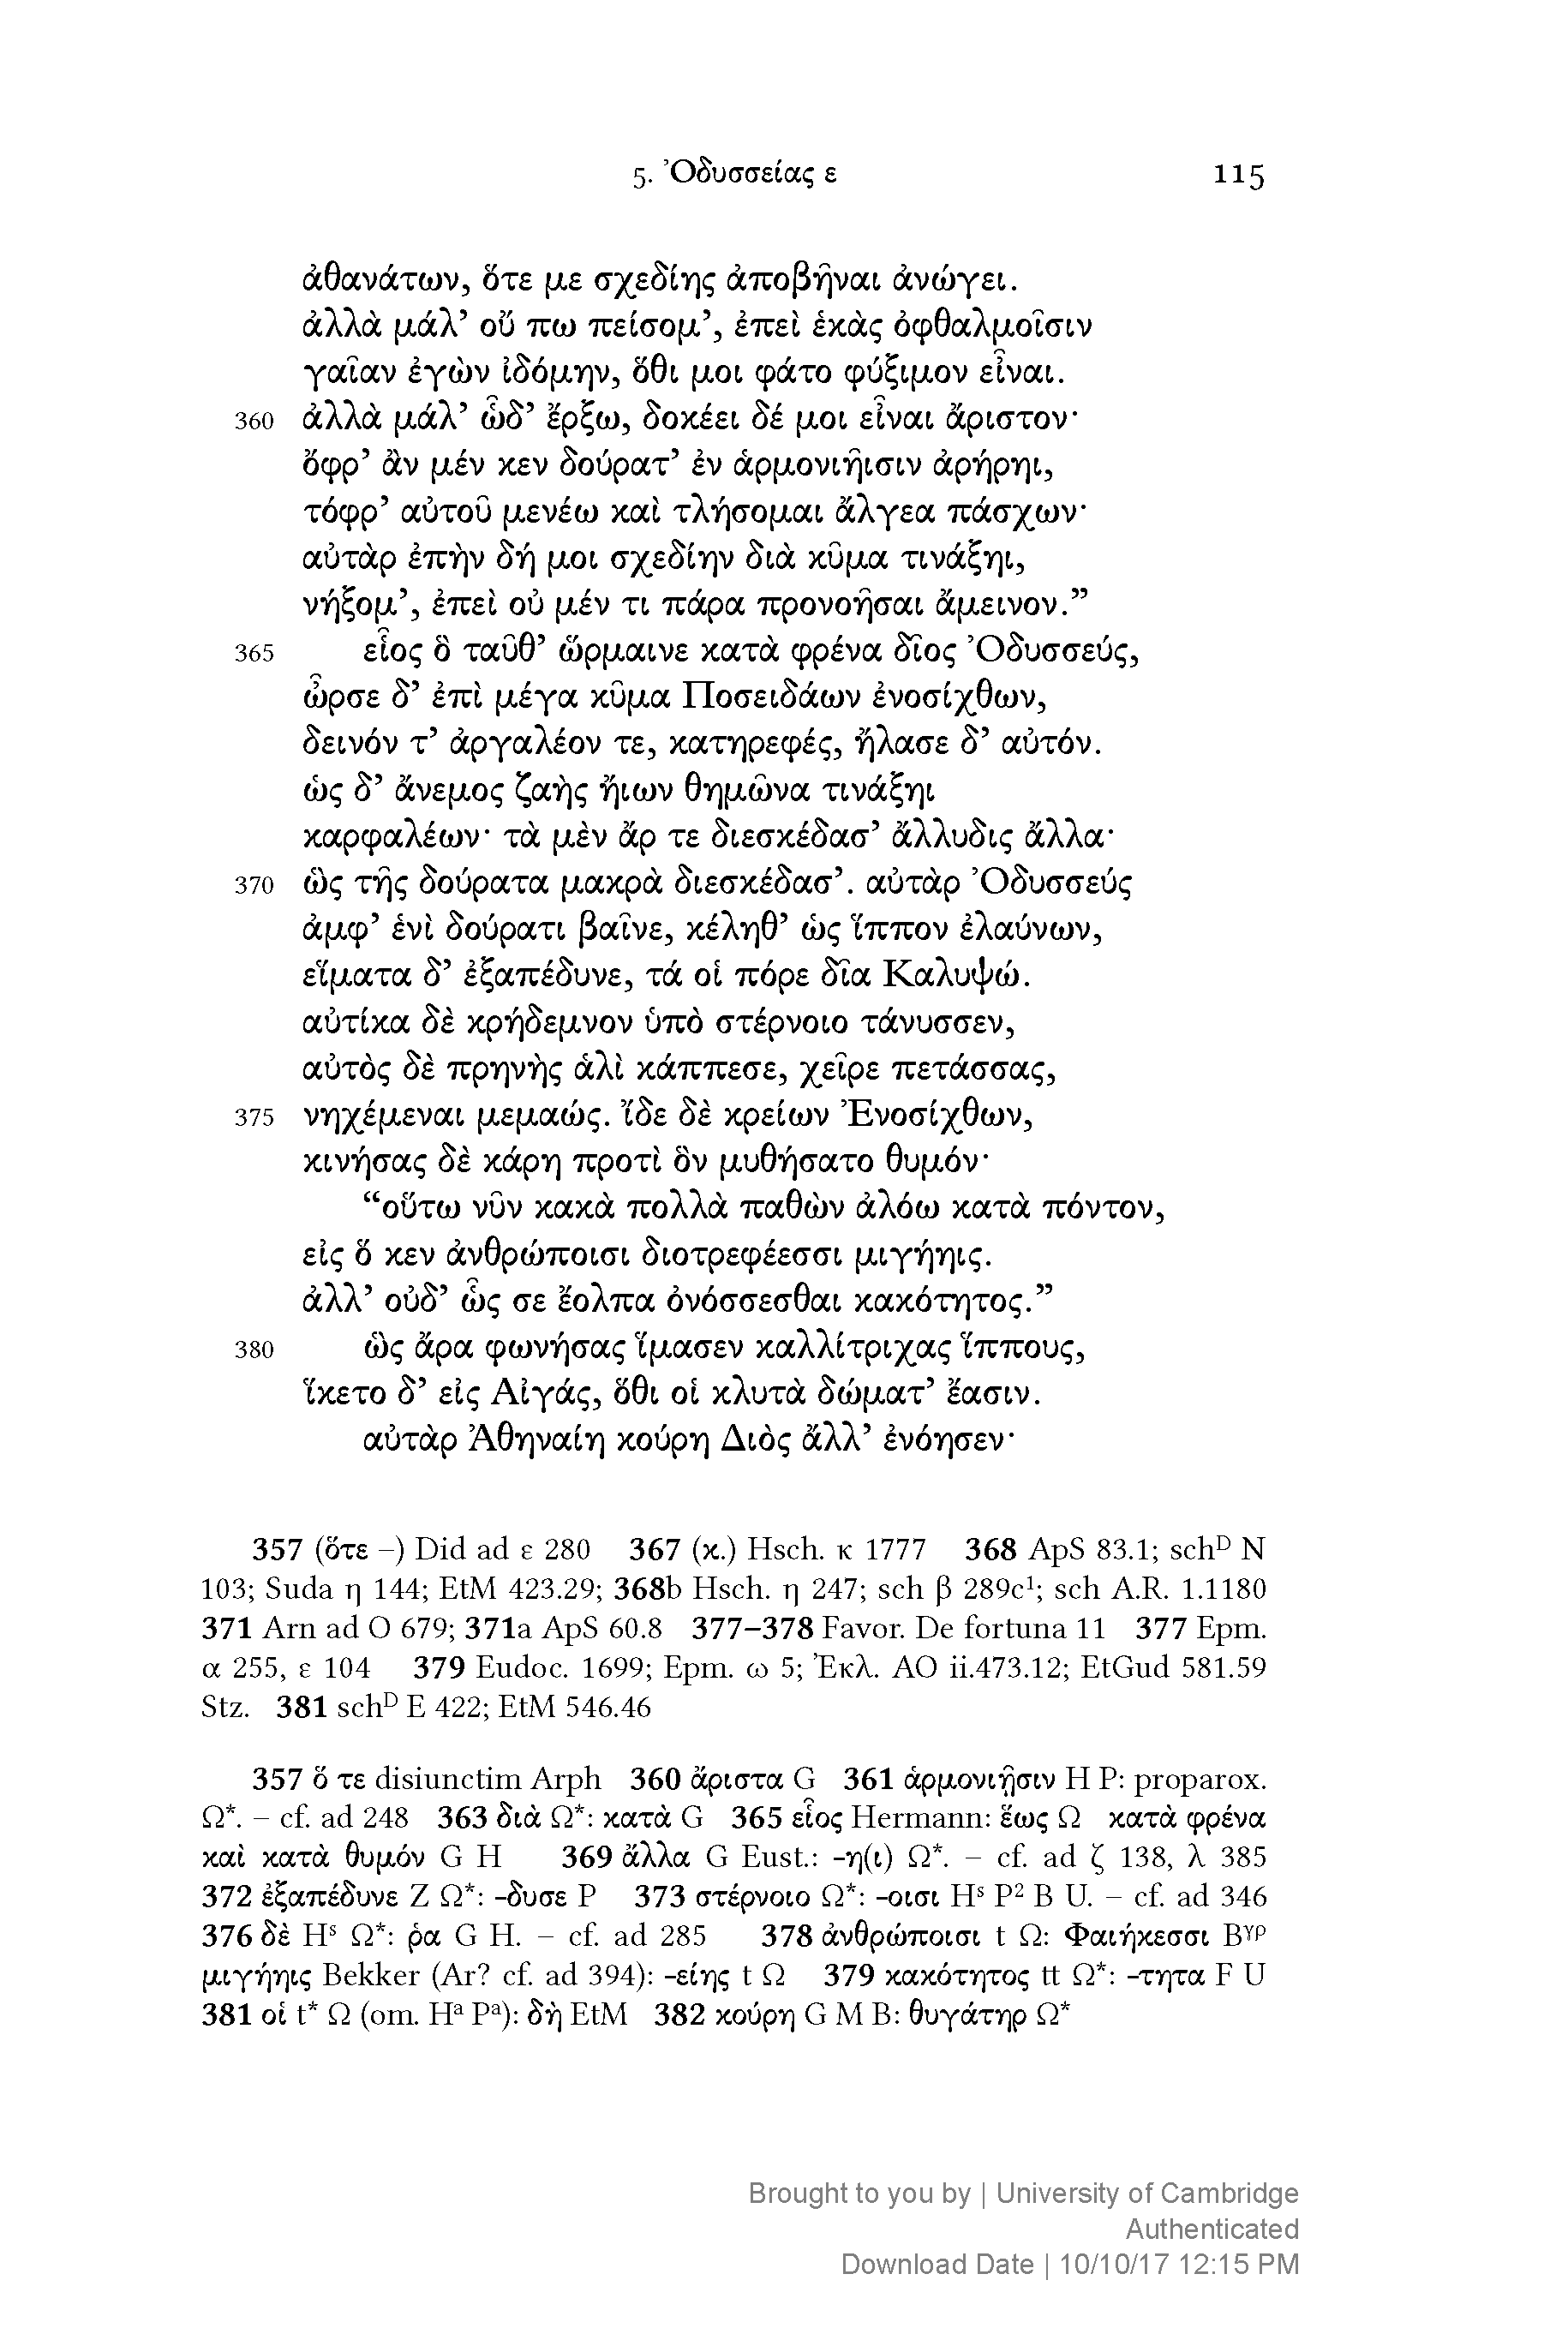 5. Ὀδυσσείας ε 115
ἀθανάτων, ὅτε με σχεδίης ἀποβῆναι ἀνώγει.
ἀλλὰ μάλ’ οὔ πω πείσομ’, ἐπεὶ ἑκὰς ὀφθαλμοῖσιν
γαῖαν ἐγὼν ἰδόμην, ὅθι μοι φάτο φύξιμον εἶναι.
360 ἀλλὰ μάλ’ ὧδ’ ἔρξω, δοκέει δέ μοι εἶναι ἄριστον·
ὄφρ’ ἂν μέν κεν δούρατ’ ἐν ἁρμονιῆισιν ἀρήρηι,
τόφρ’ αὐτοῦ μενέω καὶ τλήσομαι ἄλγεα πάσχων·
αὐτὰρ ἐπὴν δή μοι σχεδίην διὰ κῦμα τινάξηι,
νήξομ’, ἐπεὶ οὐ μέν τι πάρα προνοῆσαι ἄμεινον.”
365 εἷος ὃ ταῦθ’ ὥρμαινε κατὰ φρένα δῖος Ὀδυσσεύς,
ὦρσε δ’ ἐπὶ μέγα κῦμα Ποσειδάων ἐνοσίχθων,
δεινόν τ’ ἀργαλέον τε, κατηρεφές, ἤλασε δ’ αὐτόν.
ὡς δ’ ἄνεμος ζαὴς ἤιων θημῶνα τινάξηι
καρφαλέων· τὰ μὲν ἄρ τε διεσκέδασ’ ἄλλυδις ἄλλα·
370 ὣς τῆς δούρατα μακρὰ διεσκέδασ’. αὐτὰρ Ὀδυσσεύς
ἀμφ’ ἑνὶ δούρατι βαῖνε, κέληθ’ ὡς ἵππον ἐλαύνων,
εἵματα δ’ ἐξαπέδυνε, τά οἱ πόρε δῖα Καλυψώ.
αὐτίκα δὲ κρήδεμνον ὑπὸ στέρνοιο τάνυσσεν,
αὐτὸς δὲ πρηνὴς ἁλὶ κάππεσε, χεῖρε πετάσσας,
375 νηχέμεναι μεμαώς. ἴδε δὲ κρείων Ἐνοσίχθων,
κινήσας δὲ κάρη προτὶ ὃν μυθήσατο θυμόν·
“οὕτω νῦν κακὰ πολλὰ παθὼν ἀλόω κατὰ πόντον,
εἰς ὅ κεν ἀνθρώποισι διοτρεφέεσσι μιγήηις.
ἀλλ’ οὐδ’ ὧς σε ἔολπα ὀνόσσεσθαι κακότητος.”
380 ὣς ἄρα φωνήσας ἵμασεν καλλίτριχας ἵππους,
ἵκετο δ’ εἰς Αἰγάς, ὅθι οἱ κλυτὰ δώματ’ ἔασιν.
αὐτὰρ Ἀθηναίη κούρη Διὸς ἄλλ’ ἐνόησεν·
357 (ὅτε –) Did ad ε 280 367 (κ.) Hsch. κ 1777 368 ApS 83.1; schᴰ N
103; Suda η 144; EtM 423.29; 368b Hsch. η 247; sch β 289c¹; sch A.R. 1.1180
371 Arn ad O 679; 371a ApS 60.8 377–378 Favor. De fortuna 11 377 Epm.
α 255, ε 104 379 Eudoc. 1699; Epm. ω 5; Ἐκλ. AO ii.473.12; EtGud 581.59
Stz. 381 schᴰ E 422; EtM 546.46
357 ὅ τε disiunctim Arph 360 ἄριστα G 361 ἁρμονιῇσιν H P: proparox.
Ω*. – cf. ad 248 363 διὰ Ω*: κατὰ G 365 εἷος Hermann: ἕως Ω κατὰ φρένα
καὶ κατὰ θυμόν G H 369 ἄλλα G Eust.: -η(ι) Ω*. – cf. ad ζ 138, λ 385
372 ἐξαπέδυνε Z Ω*: -δυσε P 373 στέρνοιο Ω*: -οισι Hˢ P² B U. – cf. ad 346
376 δὲ Hˢ Ω*: ῥα G H. – cf. ad 285 378 ἀνθρώποισι t Ω: Φαιήκεσσι Bᵞᵖ
μιγήηις Bekker (Ar? cf. ad 394): -είης t Ω 379 κακότητος tt Ω*: -τητα F U
381 οἱ t* Ω (om. Hᵃ Pᵃ): δὴ EtM 382 κούρη G M B: θυγάτηρ Ω*
Brought to you by | University of Cambridge
Authenticated
Download Date | 10/10/17 12:15 PM